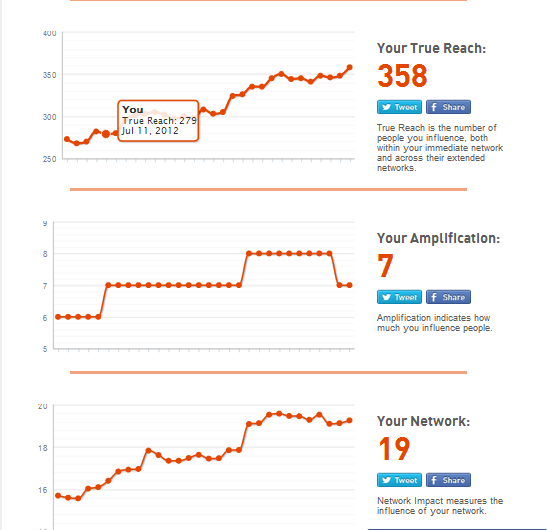 400
350
300
250
You
True Reach: 279
Jul 11, 2012
Your True Reach:
358
Tweet
Share
True Reach is the number of
people you influence, both
within your immediate network
and across their extended
networks.
9
8
7
6
5
Your Amplification:
7
Tweet
Share
Amplification indicates how
much you influence people.
20
18
16
Your Network:
19
Tweet
Share
Network Impact measures the
influence of your network.